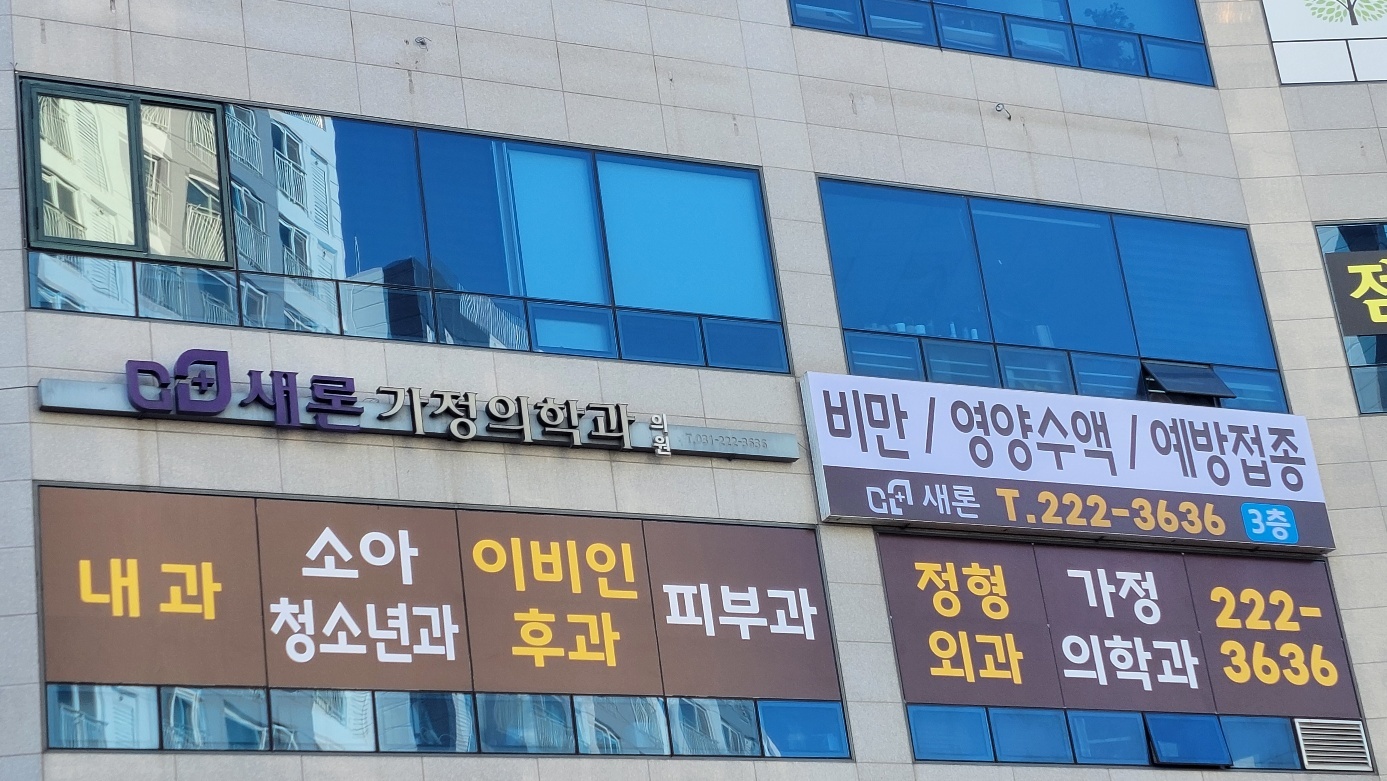 새론 가정의학과 의원 T.031-222-3636
비만 / 영양수액 / 예방접종
새론 T.222-3636 3층
내과
소아
청소년과
이비인
후과
피부과
정형
외과
가정
의학과
222-
3636